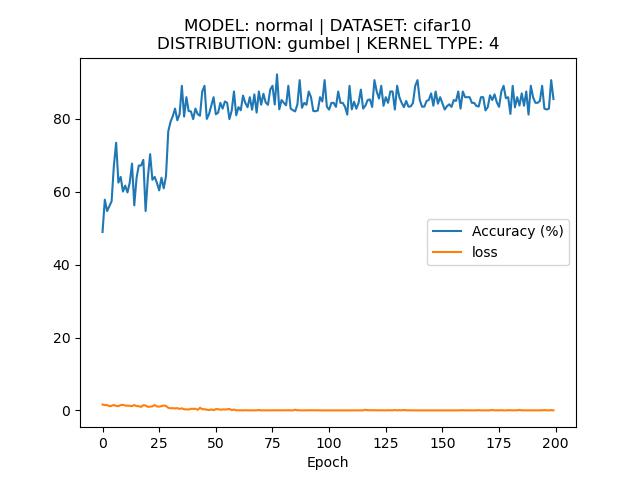 MODEL: normal | DATASET: cifar10
DISTRIBUTION: gumbel | KERNEL TYPE: 4
80
60
40
20
0
Accuracy (%)
loss
0 25 50 75 100 125 150 175 200
Epoch